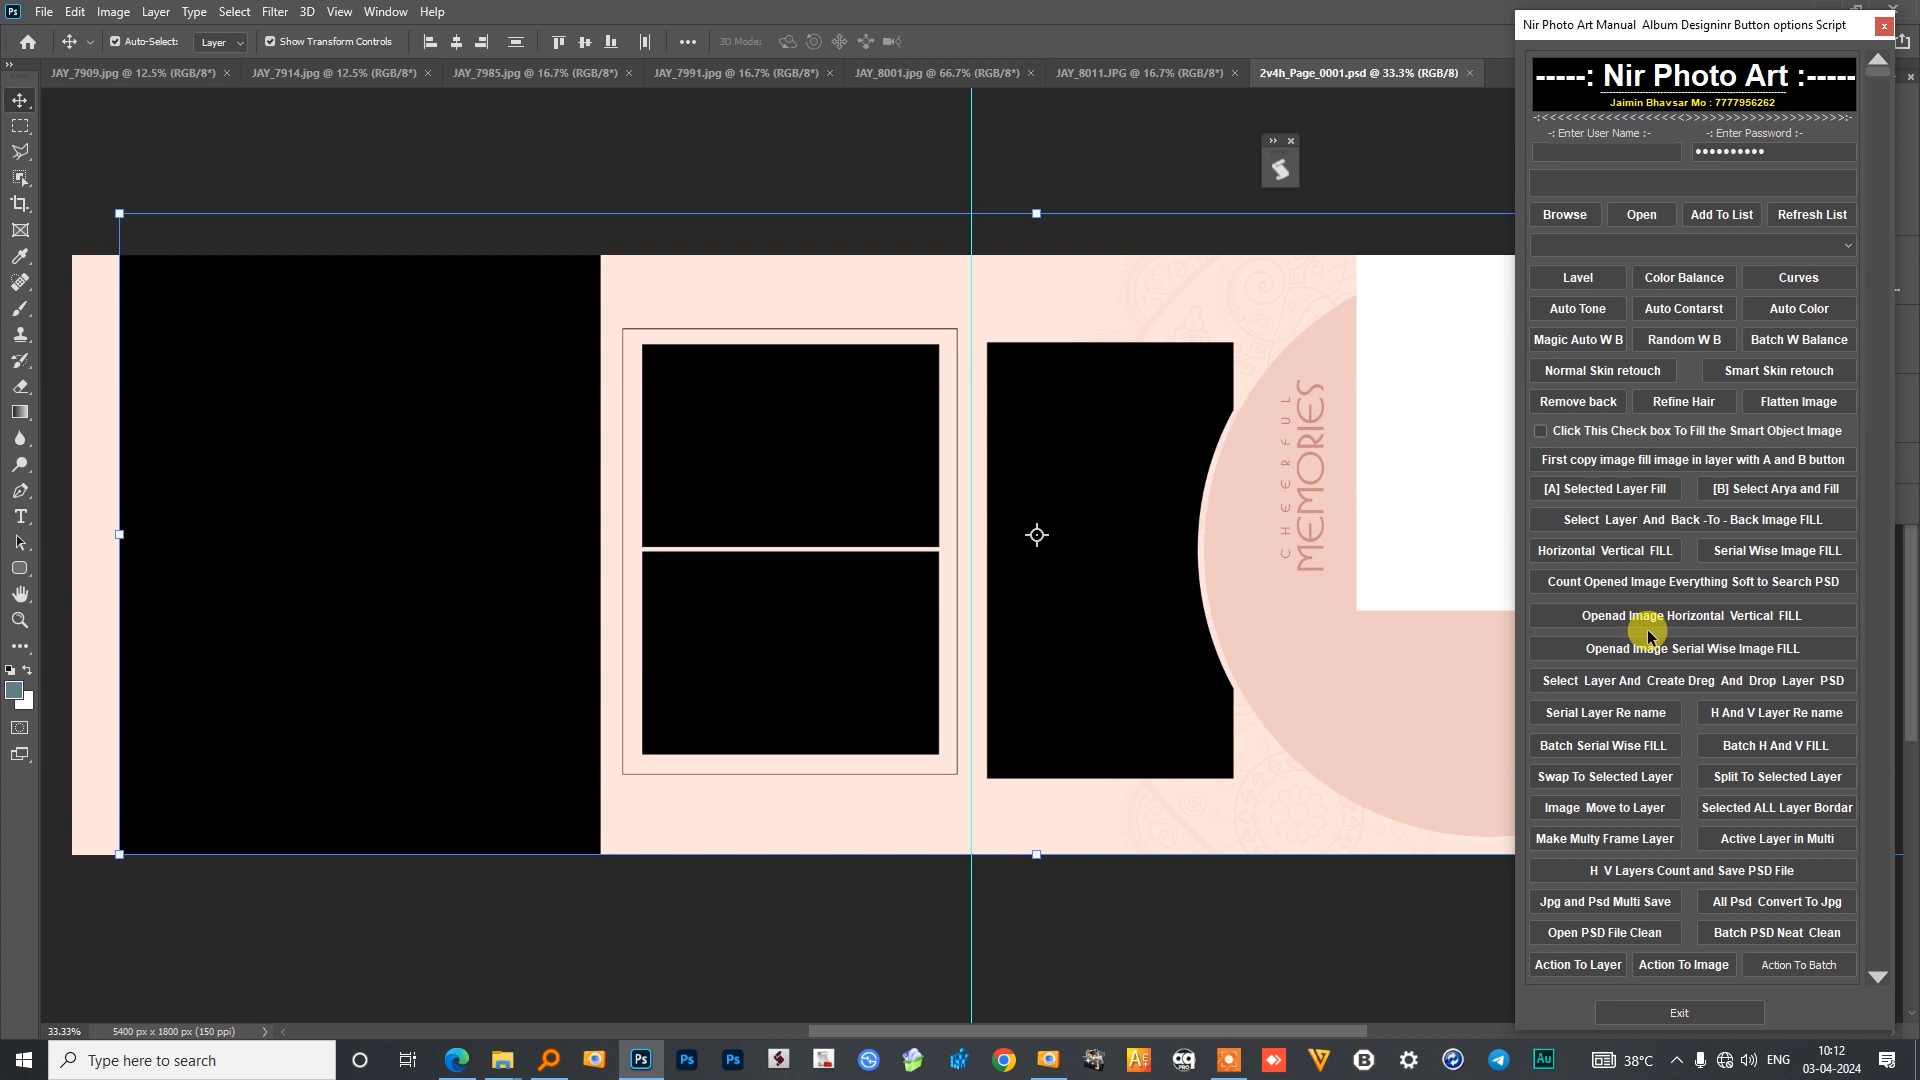 Ps File Edit Image Layer Type Select Filter 3D View Window Help
Auto-Select: Layer Show Transform Controls 3D Mode:
JAY_7909.jpg @ 12.5% (RGB/8*) JAY_7914.jpg @ 12.5% (RGB/8*) JAY_7985.jpg @ 16.7% (RGB/8*) JAY_7991.jpg @ 16.7% (RGB/8*) JAY_8001.jpg @ 66.7% (RGB/8*) JAY_8011.JPG @ 16.7% (RGB/8*) 2v4h_Page_0001.psd @ 33.3% (RGB/8)
CHEERFUL
MEMORIES
Nir Photo Art Manual Album Designinr Button options Script
-----: Nir Photo Art :-----
Jaimin Bhavsar Mo : 7777956262
-: Enter User Name :- -: Enter Password :-
Browse Open Add To List Refresh List
Lavel Color Balance Curves
Auto Tone Auto Contarst Auto Color
Magic Auto W B Random W B Batch W Balance
Normal Skin retouch Smart Skin retouch
Remove back Refine Hair Flatten Image
Click This Check box To Fill the Smart Object Image
First copy image fill image in layer with A and B button
[A] Selected Layer Fill [B] Select Arya and Fill
Select Layer And Back -To - Back Image FILL
Horizontal Vertical FILL Serial Wise Image FILL
Count Opened Image Everything Soft to Search PSD
Openad Image Horizontal Vertical FILL
Openad Image Serial Wise Image FILL
Select Layer And Create Dreg And Drop Layer PSD
Serial Layer Re name H And V Layer Re name
Batch Serial Wise FILL Batch H And V FILL
Swap To Selected Layer Split To Selected Layer
Image Move to Layer Selected ALL Layer Bordar
Make Multy Frame Layer Active Layer in Multi
H V Layers Count and Save PSD File
Jpg and Psd Multi Save All Psd Convert To Jpg
Open PSD File Clean Batch PSD Neat Clean
Action To Layer Action To Image Action To Batch
Exit
33.33% 5400 px x 1800 px (150 ppi)
Type here to search
Ps Ps Ps Au
38°C ENG 10:12
03-04-2024